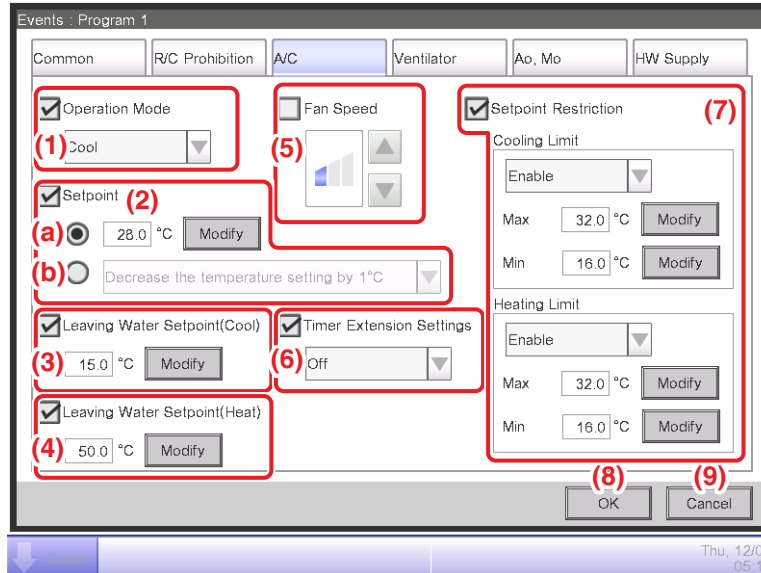 Events : Program 1
Common
R/C Prohibition
A/C
Ventilator
Ao, Mo
HW Supply
Operation Mode
(1)
Cool
Setpoint
(2)
(a)
28.0 °C
Modify
(b)
Decrease the temperature setting by 1°C
Leaving Water Setpoint(Cool)
(3)
15.0 °C
Modify
Leaving Water Setpoint(Heat)
(4)
50.0 °C
Modify
Fan Speed
(5)
Timer Extension Settings
(6)
Off
Setpoint Restriction
(7)
Cooling Limit
Enable
Max 32.0 °C Modify
Min 16.0 °C Modify
Heating Limit
Enable
Max 32.0 °C Modify
Min 16.0 °C Modify
(8)
OK
(9)
Cancel
Thu, 12/0
05:1